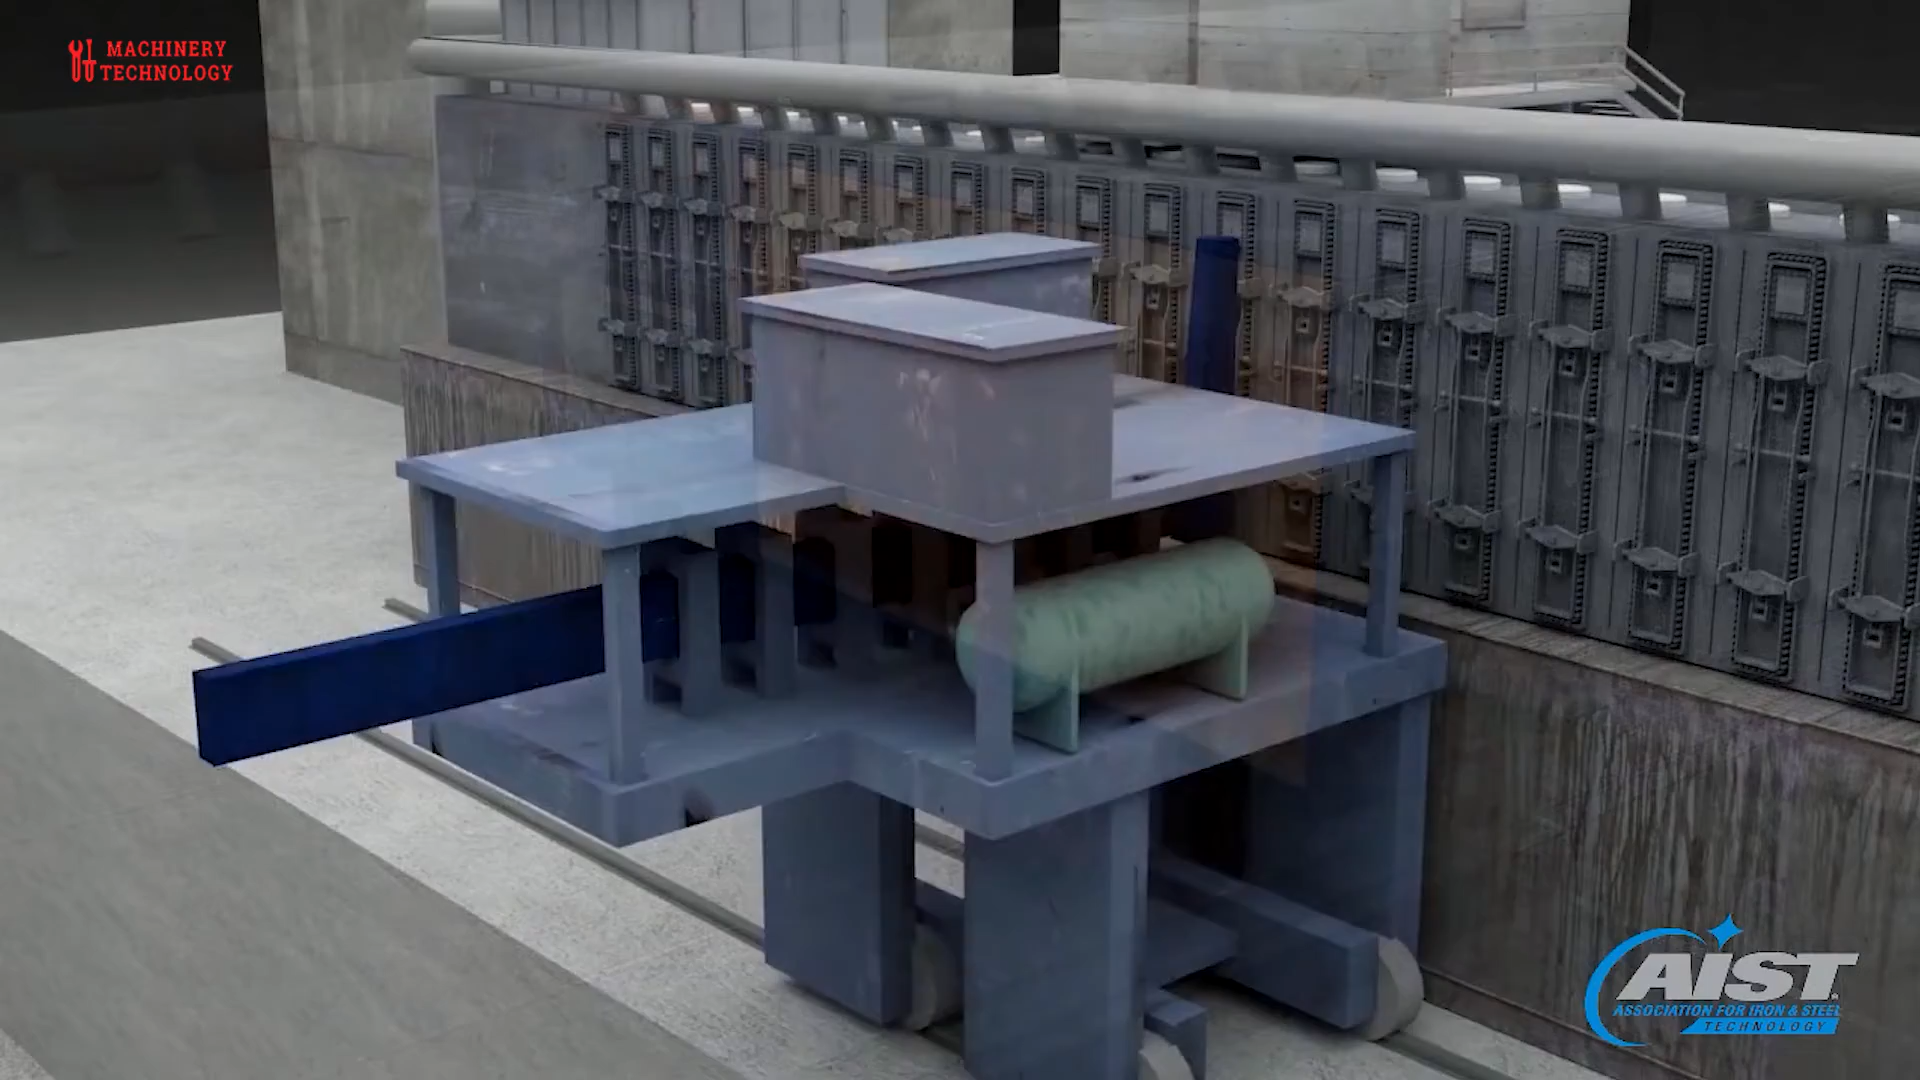 MACHINERY
TECHNOLOGY
AIST
ASSOCIATION FOR IRON & STEEL
TECHNOLOGY